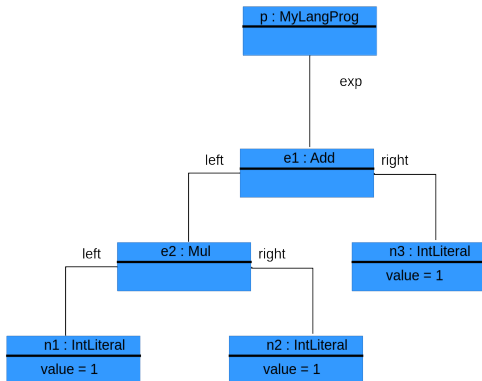 p : MyLangProg
exp
e1 : Add
left
right
e2 : Mul
left
right
n3 : IntLiteral
value = 1
n1 : IntLiteral
value = 1
n2 : IntLiteral
value = 1